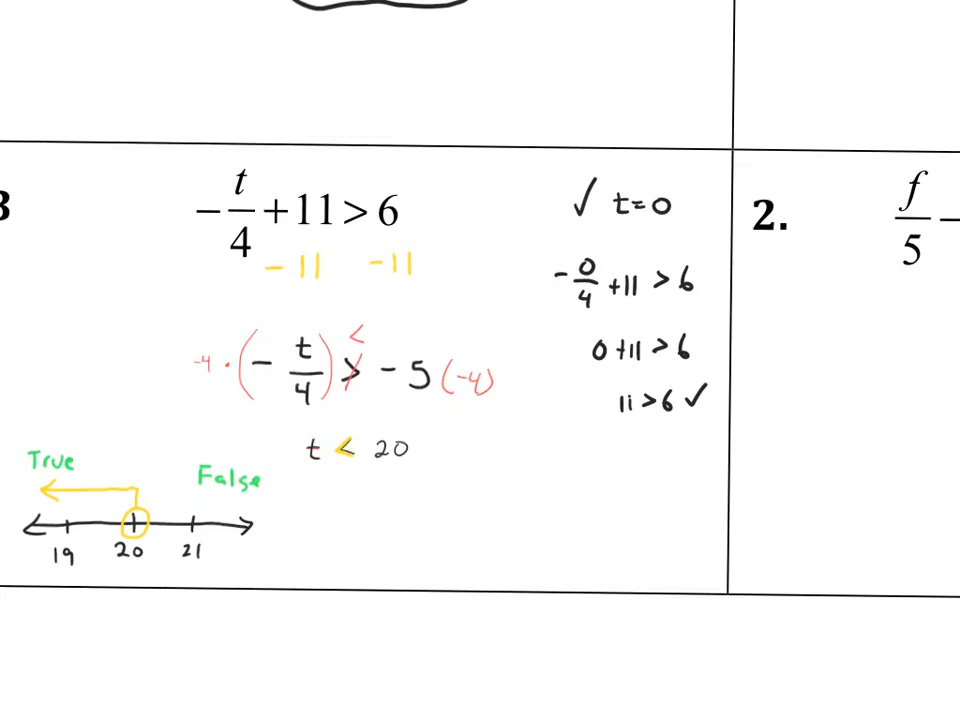 3
-t/4 + 11 > 6
- 11 - 11
-4 · (- t/4) > < - 5 (-4)
t < 20
True
False
19 20 21
✓ t=0
- 0/4 +11 > 6
0 +11 > 6
11 > 6 ✓
2.
f/5 -